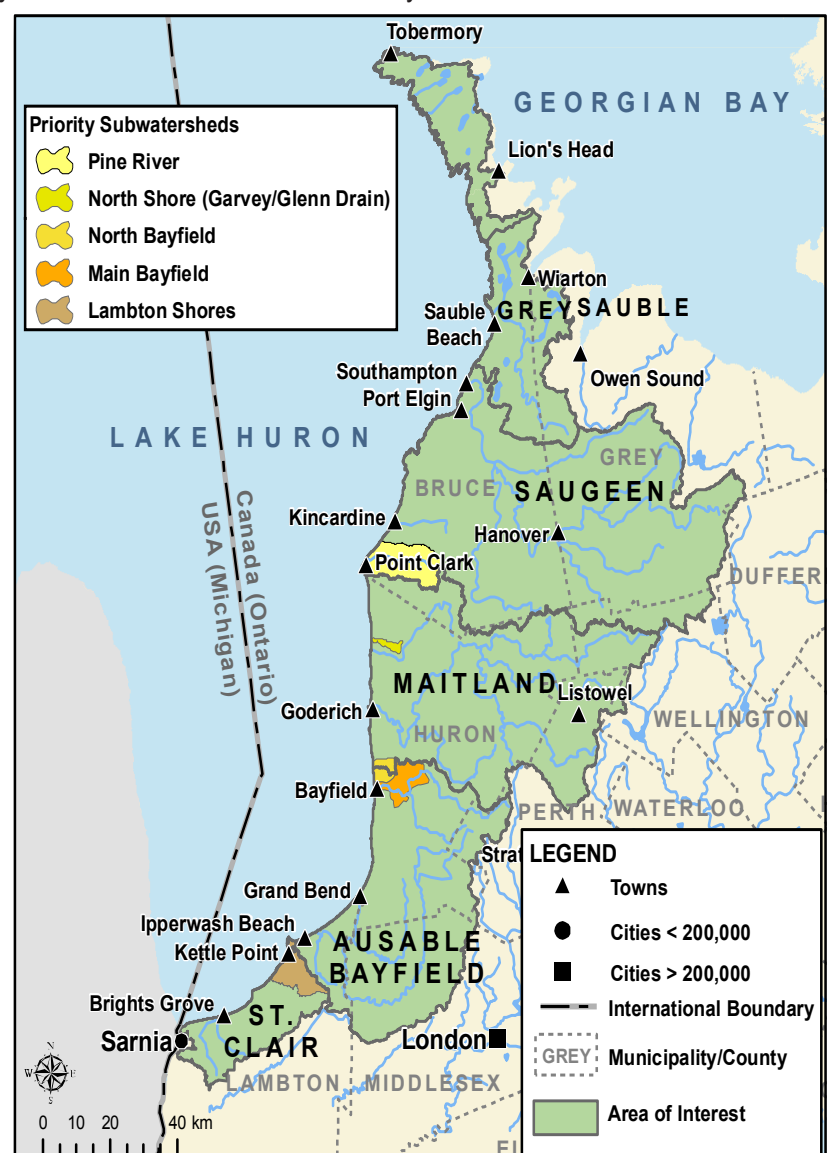 Tobermory
GEORGIAN BAY
Priority Subwatersheds
Pine River
North Shore (Garvey/Glenn Drain)
North Bayfield
Main Bayfield
Lambton Shores
Lion's Head
Wiarton
Sauble
Beach
GREY SAUBLE
Owen Sound
Southampton
Port Elgin
LAKE HURON
GREY
BRUCE
SAUGEEN
Kincardine
Hanover
Canada (Ontario)
USA (Michigan)
Point Clark
DUFFER
MAITLAND
Listowel
Goderich
HURON
WELLINGTON
Bayfield
PERTH
WATERLOO
Strat
Grand Bend
Ipperwash Beach
Kettle Point
AUSABLE
BAYFIELD
Brights Grove
ST.
CLAIR
Sarnia
London
LAMBTON
MIDDLESEX
N
W E
S
0 10 20 40 km
LEGEND
Towns
Cities < 200,000
Cities > 200,000
International Boundary
GREY Municipality/County
Area of Interest